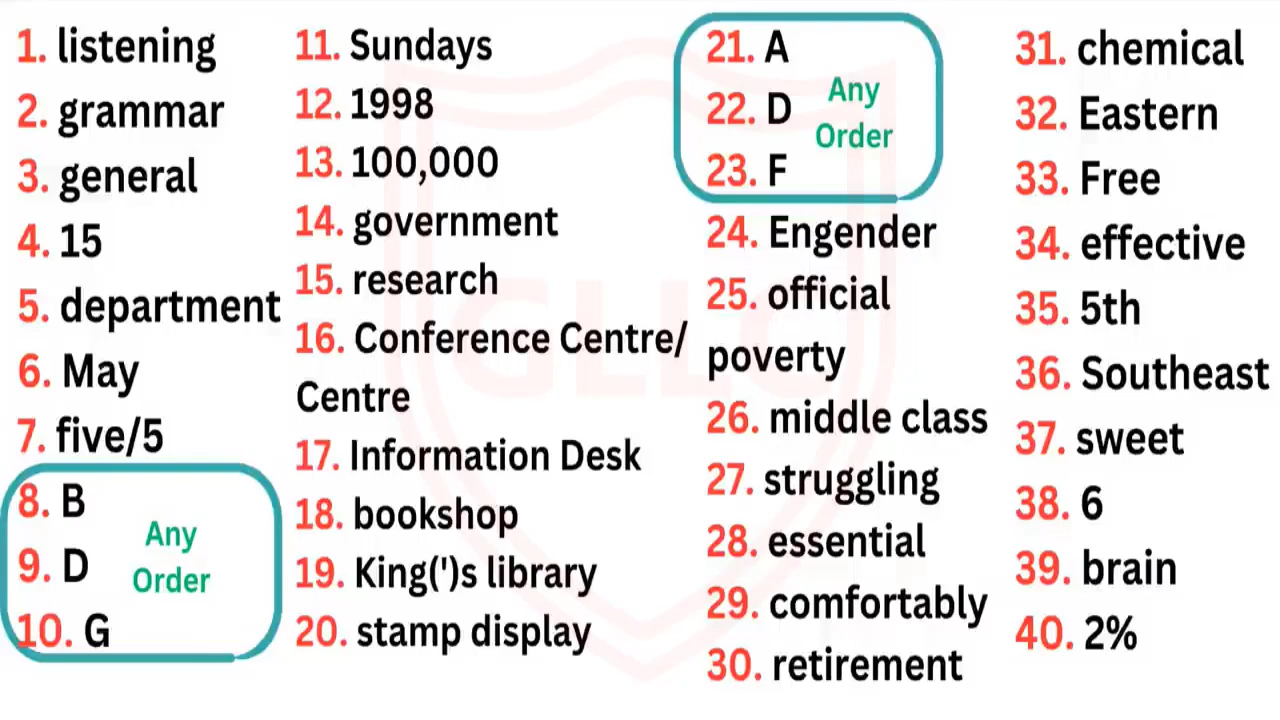 1. listening
2. grammar
3. general
4. 15
5. department
6. May
7. five/5
8. B
9. D
10. G
Any
Order
11. Sundays
12. 1998
13. 100,000
14. government
15. research
16. Conference Centre/
Centre
17. Information Desk
18. bookshop
19. King(')s library
20. stamp display
21. A
22. D
23. F
Any
Order
24. Engender
25. official
poverty
26. middle class
27. struggling
28. essential
29. comfortably
30. retirement
31. chemical
32. Eastern
33. Free
34. effective
35. 5th
36. Southeast
37. sweet
38. 6
39. brain
40. 2%
GLLC